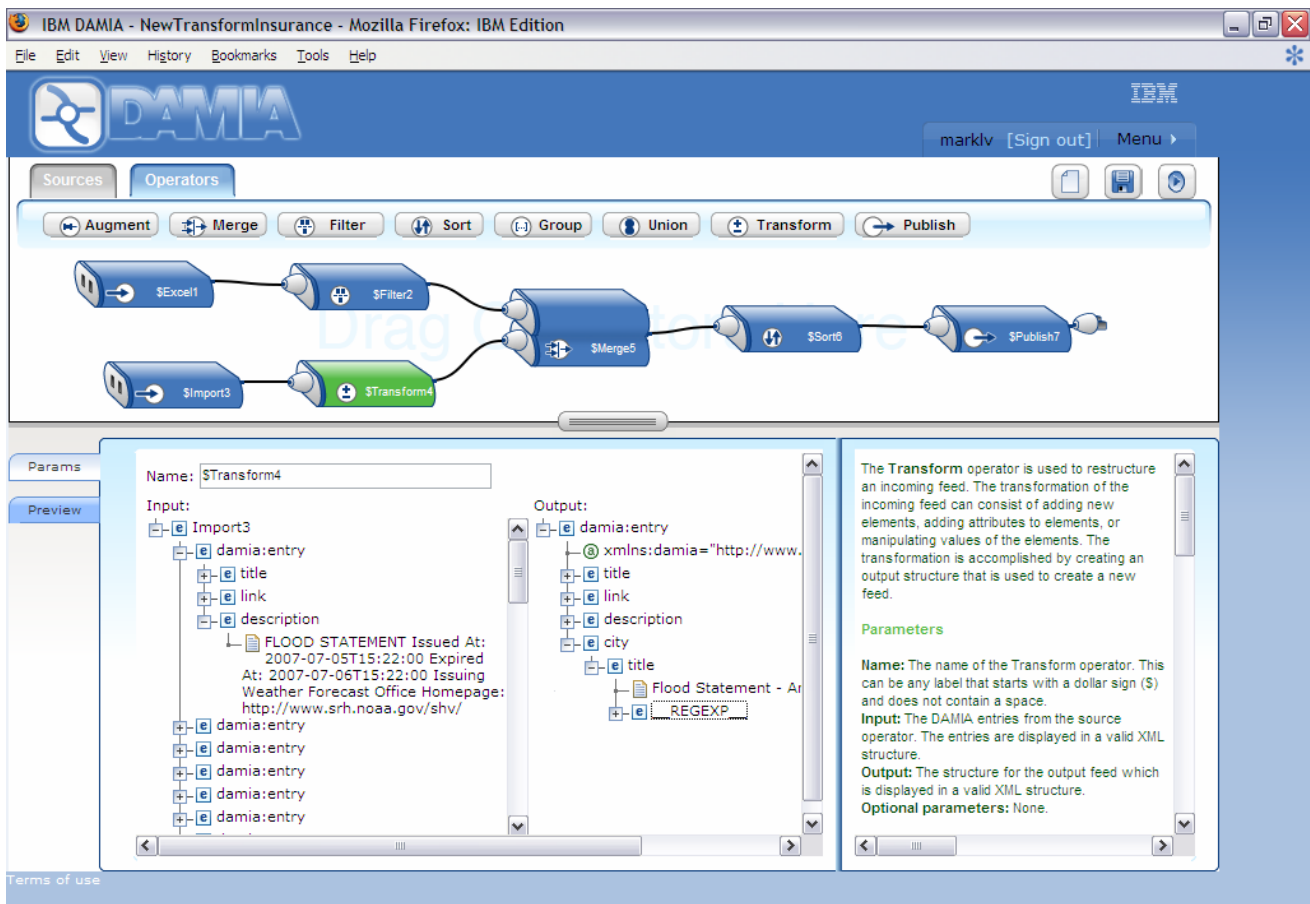 IBM DAMIA - NewTransformInsurance - Mozilla Firefox: IBM Edition
File Edit View History Bookmarks Tools Help
DAMIA
IBM
marklv [Sign out] Menu
Sources Operators
Augment Merge Filter Sort Group Union Transform Publish
$Excel1 $Filter2
Drag
$Merge5 $Sort6 $Publish7
$Import3 $Transform4
Params
Preview
Name: $Transform4
Input:
Import3
damia:entry
title
link
description
FLOOD STATEMENT Issued At:
2007-07-05T15:22:00 Expired
At: 2007-07-06T15:22:00 Issuing
Weather Forecast Office Homepage:
http://www.srh.noaa.gov/shv/
damia:entry
damia:entry
damia:entry
damia:entry
damia:entry
Output:
damia:entry
xmlns:damia="http://www.
title
link
description
city
title
Flood Statement - Ar
__REGEXP__
The Transform operator is used to restructure
an incoming feed. The transformation of the
incoming feed can consist of adding new
elements, adding attributes to elements, or
manipulating values of the elements. The
transformation is accomplished by creating an
output structure that is used to create a new
feed.
Parameters
Name: The name of the Transform operator. This
can be any label that starts with a dollar sign ($)
and does not contain a space.
Input: The DAMIA entries from the source
operator. The entries are displayed in a valid XML
structure.
Output: The structure for the output feed which
is displayed in a valid XML structure.
Optional parameters: None.
Terms of use